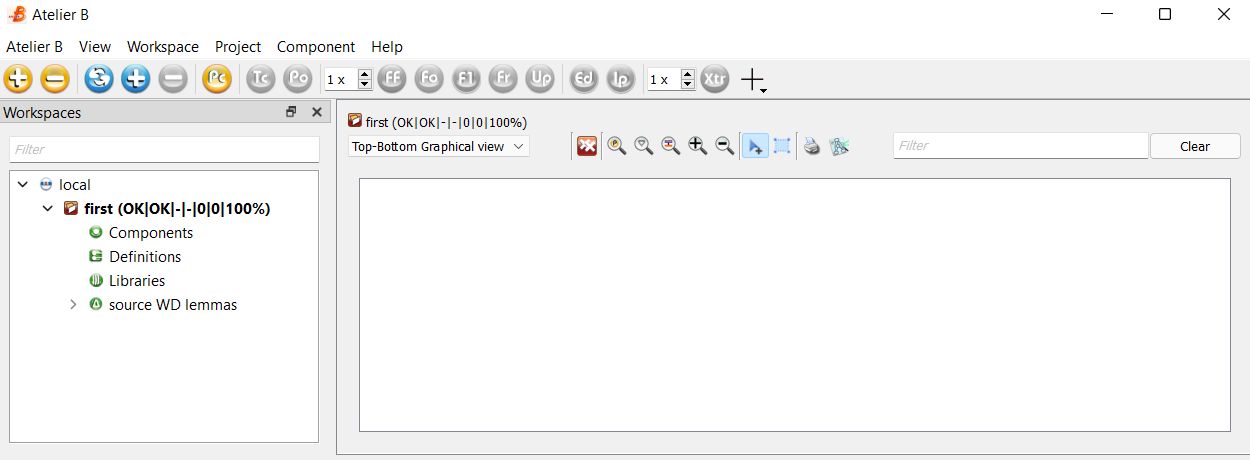 Atelier B
Atelier B View Workspace Project Component Help
Pc Tc Po 1 x FF Fo F1 Fr Up Ed Ip 1 x Xtr
Workspaces
Filter
local
first (OK|OK|-|-|0|0|100%)
Components
Definitions
Libraries
source WD lemmas
first (OK|OK|-|-|0|0|100%)
Top-Bottom Graphical view
Filter
Clear